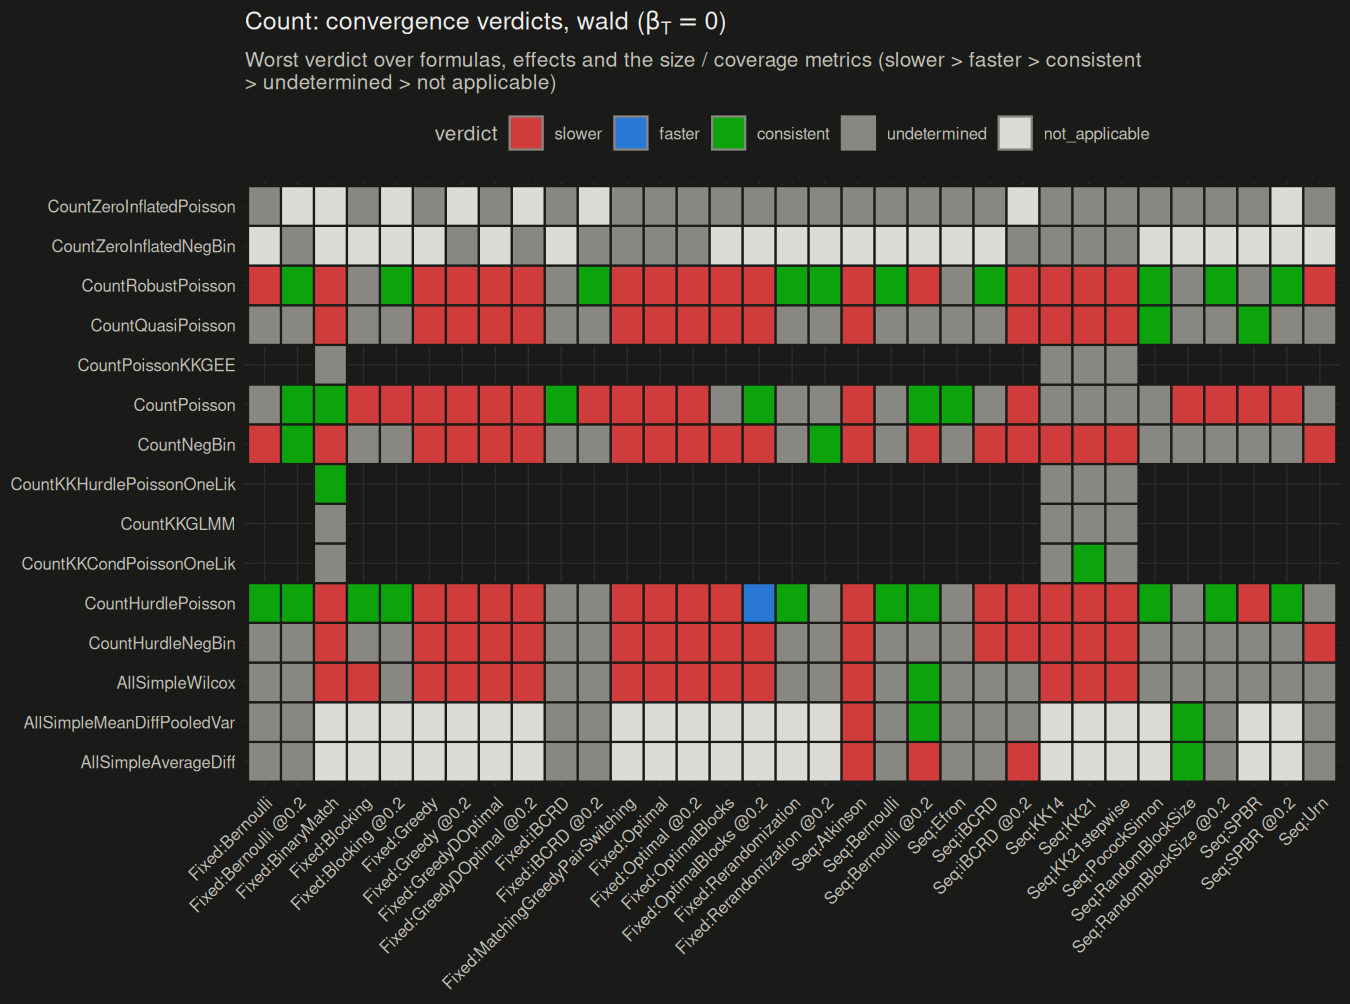 Count: convergence verdicts, wald (βT = 0)
Worst verdict over formulas, effects and the size / coverage metrics (slower > faster > consistent
> undetermined > not applicable)
verdict slower faster consistent undetermined not_applicable
CountZeroInflatedPoisson
CountZeroInflatedNegBin
CountRobustPoisson
CountQuasiPoisson
CountPoissonKKGEE
CountPoisson
CountNegBin
CountKKHurdlePoissonOneLik
CountKKGLMM
CountKKCondPoissonOneLik
CountHurdlePoisson
CountHurdleNegBin
AllSimpleWilcox
AllSimpleMeanDiffPooledVar
AllSimpleAverageDiff
Fixed:Bernoulli
Fixed:Bernoulli @0.2
Fixed:BinaryMatch
Fixed:Blocking
Fixed:Blocking @0.2
Fixed:Greedy
Fixed:Greedy @0.2
Fixed:GreedyDOptimal
Fixed:GreedyDOptimal @0.2
Fixed:iBCRD
Fixed:iBCRD @0.2
Fixed:MatchingGreedyPairSwitching
Fixed:Optimal
Fixed:Optimal @0.2
Fixed:OptimalBlocks
Fixed:OptimalBlocks @0.2
Fixed:Rerandomization
Fixed:Rerandomization @0.2
Seq:Atkinson
Seq:Bernoulli
Seq:Bernoulli @0.2
Seq:Efron
Seq:iBCRD
Seq:iBCRD @0.2
Seq:KK14
Seq:KK21
Seq:KK21stepwise
Seq:PocockSimon
Seq:RandomBlockSize
Seq:RandomBlockSize @0.2
Seq:SPBR
Seq:SPBR @0.2
Seq:Urn